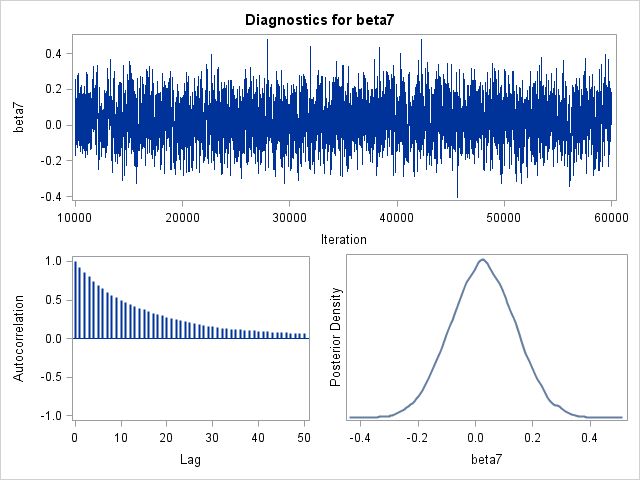 Diagnostics for beta7
beta7
0.4
0.2
0.0
-0.2
-0.4
10000 20000 30000 40000 50000 60000
Iteration
Autocorrelation
1.0
0.5
0.0
-0.5
-1.0
0 10 20 30 40 50
Lag
Posterior Density
-0.4 -0.2 0.0 0.2 0.4
beta7